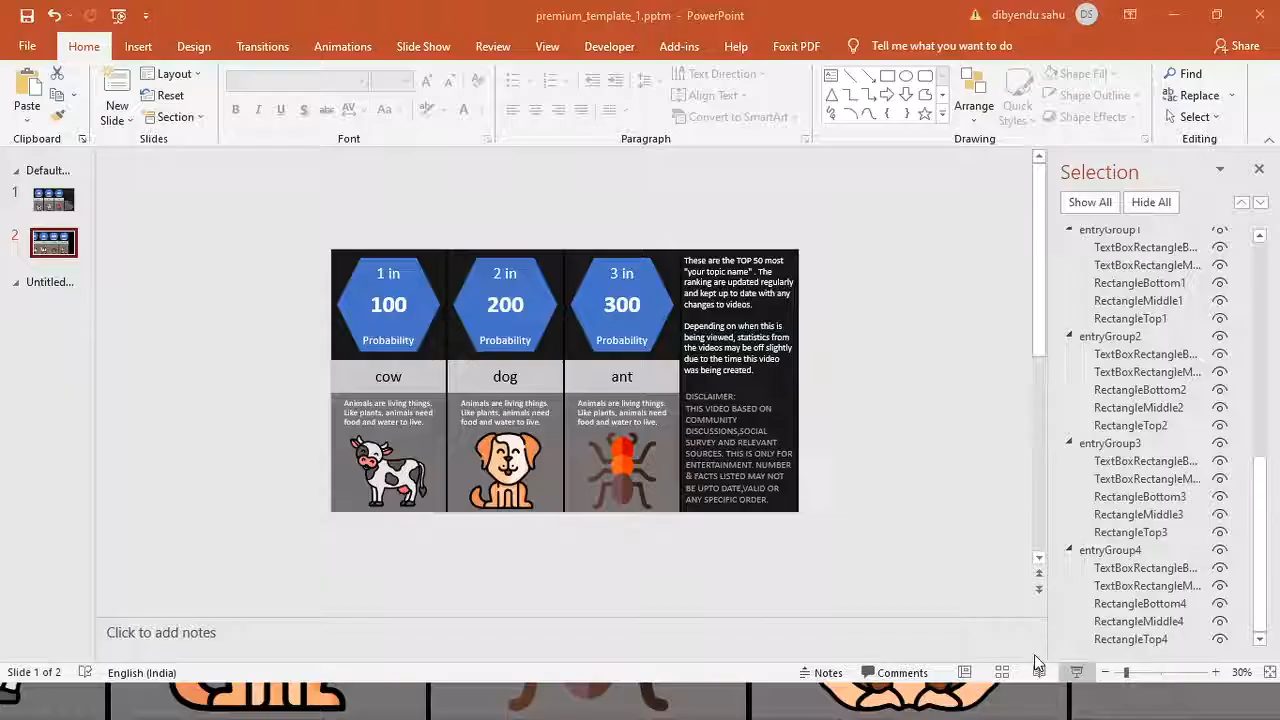 premium_template_1.pptm - PowerPoint
dibyendu sahu
DS
File
Home
Insert
Design
Transitions
Animations
Slide Show
Review
View
Developer
Add-ins
Help
Foxit PDF
Tell me what you want to do
Share
Paste
Clipboard
New
Slide
Layout
Reset
Section
Slides
B
I
U
S
abc
AV
Aa
A
Font
Text Direction
Align Text
Convert to SmartArt
Paragraph
Arrange
Quick
Styles
Shape Fill
Shape Outline
Shape Effects
Drawing
Find
Replace
Select
Editing
Default...
1
2
Untitled...
1 in
100
Probability
2 in
200
Probability
3 in
300
Probability
cow
dog
ant
Animals are living things.
Like plants, animals need
food and water to live.
Animals are living things.
Like plants, animals need
food and water to live.
Animals are living things.
Like plants, animals need
food and water to live.
These are the TOP 50 most
"your topic name" . The
ranking are updated regularly
and kept up to date with any
changes to videos.
Depending on when this is
being viewed, statistics from
the videos may be off slightly
due to the time this video
was being created.
DISCLAIMER:
THIS VIDEO BASED ON
COMMUNITY
DISCUSSIONS,SOCIAL
SURVEY AND RELEVANT
SOURCES. THIS IS ONLY FOR
ENTERTAINMENT. NUMBER
& FACTS LISTED MAY NOT
BE UPTO DATE,VALID OR
ANY SPECIFIC ORDER.
Selection
Show All
Hide All
entryGroup1
TextBoxRectangleB...
TextBoxRectangleM...
RectangleBottom1
RectangleMiddle1
RectangleTop1
entryGroup2
TextBoxRectangleB...
TextBoxRectangleM...
RectangleBottom2
RectangleMiddle2
RectangleTop2
entryGroup3
TextBoxRectangleB...
TextBoxRectangleM...
RectangleBottom3
RectangleMiddle3
RectangleTop3
entryGroup4
TextBoxRectangleB...
TextBoxRectangleM...
RectangleBottom4
RectangleMiddle4
RectangleTop4
Click to add notes
Slide 1 of 2
English (India)
Notes
Comments
30%